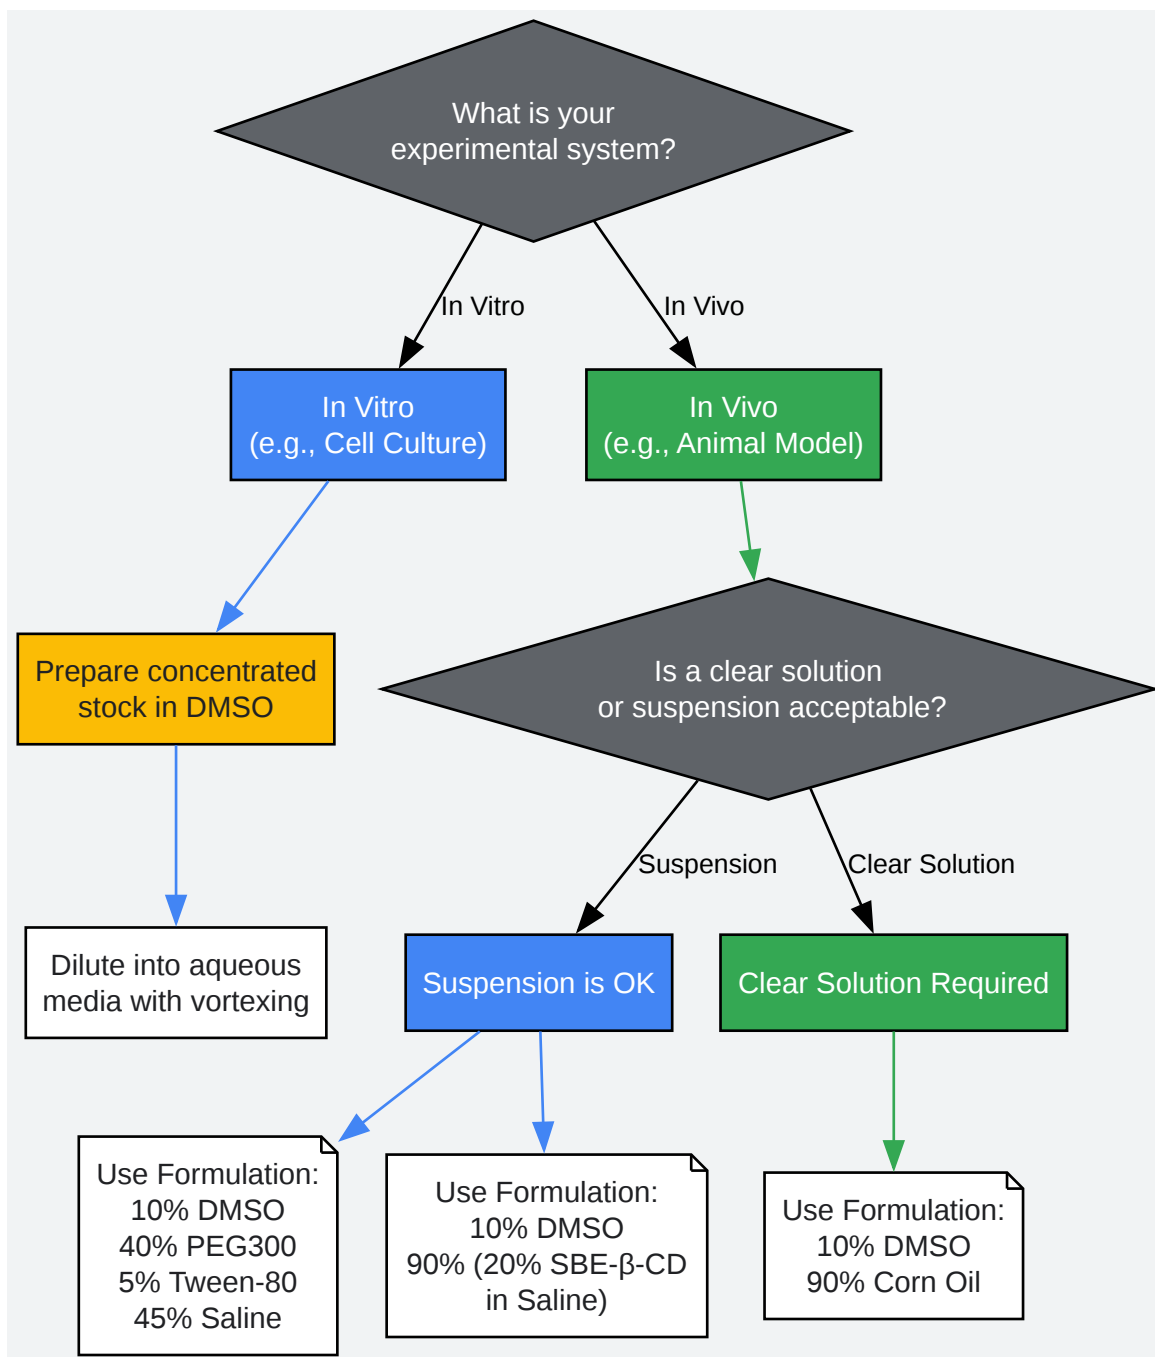 What is your
experimental system?
In Vitro
In Vivo
In Vitro
(e.g., Cell Culture)
In Vivo
(e.g., Animal Model)
Prepare concentrated
stock in DMSO
Is a clear solution
or suspension acceptable?
Suspension
Clear Solution
Dilute into aqueous
media with vortexing
Suspension is OK
Clear Solution Required
Use Formulation:
10% DMSO
40% PEG300
5% Tween-80
45% Saline
Use Formulation:
10% DMSO
90% (20% SBE-β-CD
in Saline)
Use Formulation:
10% DMSO
90% Corn Oil